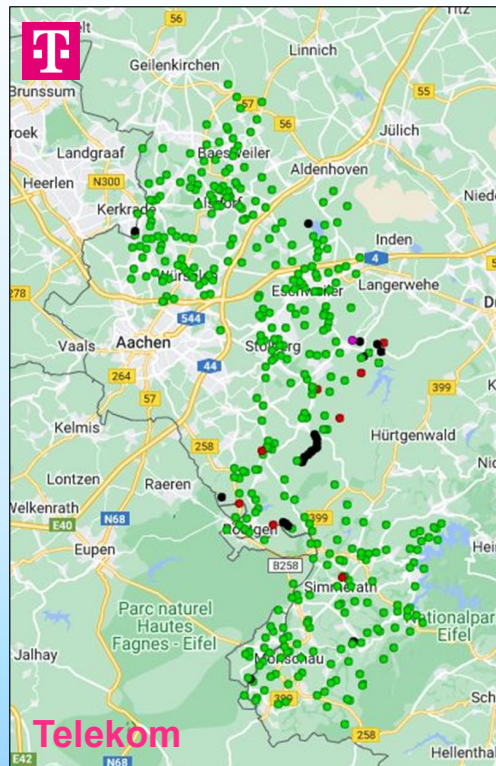 T
56
Linnich
Geilenkirchen
Brunssum
57
55
56
Jülich
Landgraaf
Baesweiler
Aldenhoven
Heerlen
N300
Kerkrade
Alsdorf
Inden
4
Würselen
Eschweiler
Langerwehe
278
544
Aachen
Stolberg
Vaals
44
264
399
57
Kelmis
258
Hürtgenwald
Lontzen
Raeren
Welkenrath
N68
399
E40
Roetgen
Eupen
B258
Simmerath
Parc naturel
Hautes
Fagnes - Eifel
Nationalpar
Eifel
Jalhay
Monschau
399
Telekom
258
E42
N68
Hellenthal